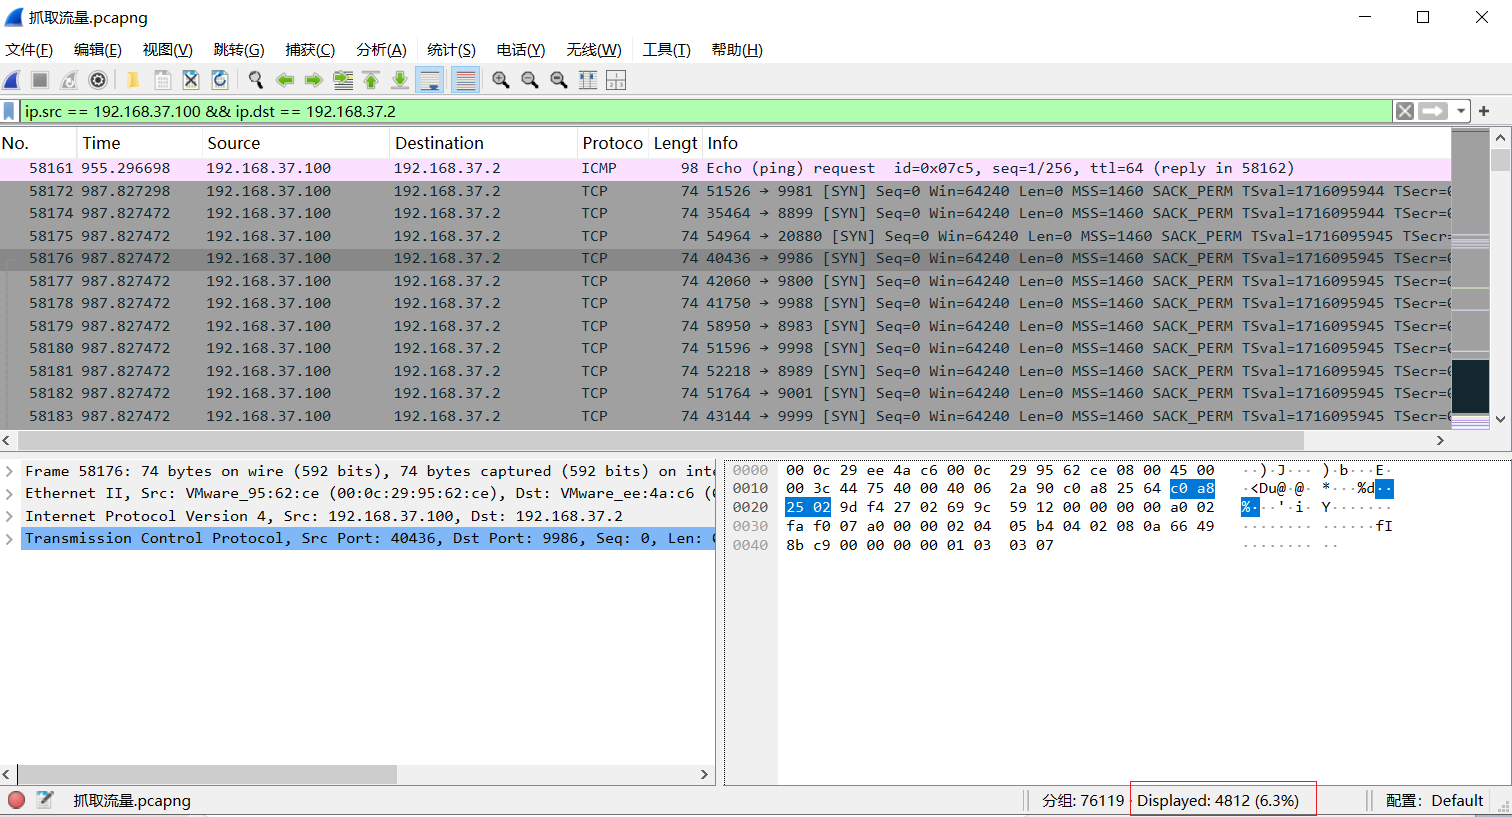 抓取流量.pcapng
文件(F) 编辑(E) 视图(V) 跳转(G) 捕获(C) 分析(A) 统计(S) 电话(Y) 无线(W) 工具(T) 帮助(H)
ip.src == 192.168.37.100 && ip.dst == 192.168.37.2
No. Time Source Destination Protoco Lengt Info
58161 955.296698 192.168.37.100 192.168.37.2 ICMP 98 Echo (ping) request id=0x07c5, seq=1/256, ttl=64 (reply in 58162)
58172 987.827298 192.168.37.100 192.168.37.2 TCP 74 51526 → 9981 [SYN] Seq=0 Win=64240 Len=0 MSS=1460 SACK_PERM TSval=1716095944 TSecr=0
58174 987.827472 192.168.37.100 192.168.37.2 TCP 74 35464 → 8899 [SYN] Seq=0 Win=64240 Len=0 MSS=1460 SACK_PERM TSval=1716095944 TSecr=0
58175 987.827472 192.168.37.100 192.168.37.2 TCP 74 54964 → 20880 [SYN] Seq=0 Win=64240 Len=0 MSS=1460 SACK_PERM TSval=1716095945 TSecr=
58176 987.827472 192.168.37.100 192.168.37.2 TCP 74 40436 → 9986 [SYN] Seq=0 Win=64240 Len=0 MSS=1460 SACK_PERM TSval=1716095945 TSecr=0
58177 987.827472 192.168.37.100 192.168.37.2 TCP 74 42060 → 9800 [SYN] Seq=0 Win=64240 Len=0 MSS=1460 SACK_PERM TSval=1716095945 TSecr=0
58178 987.827472 192.168.37.100 192.168.37.2 TCP 74 41750 → 9988 [SYN] Seq=0 Win=64240 Len=0 MSS=1460 SACK_PERM TSval=1716095945 TSecr=0
58179 987.827472 192.168.37.100 192.168.37.2 TCP 74 58950 → 8983 [SYN] Seq=0 Win=64240 Len=0 MSS=1460 SACK_PERM TSval=1716095945 TSecr=0
58180 987.827472 192.168.37.100 192.168.37.2 TCP 74 51596 → 9998 [SYN] Seq=0 Win=64240 Len=0 MSS=1460 SACK_PERM TSval=1716095945 TSecr=0
58181 987.827472 192.168.37.100 192.168.37.2 TCP 74 52218 → 8989 [SYN] Seq=0 Win=64240 Len=0 MSS=1460 SACK_PERM TSval=1716095945 TSecr=0
58182 987.827472 192.168.37.100 192.168.37.2 TCP 74 51764 → 9001 [SYN] Seq=0 Win=64240 Len=0 MSS=1460 SACK_PERM TSval=1716095945 TSecr=0
58183 987.827472 192.168.37.100 192.168.37.2 TCP 74 43144 → 9999 [SYN] Seq=0 Win=64240 Len=0 MSS=1460 SACK_PERM TSval=1716095945 TSecr=0
Frame 58176: 74 bytes on wire (592 bits), 74 bytes captured (592 bits) on inte
Ethernet II, Src: VMware_95:62:ce (00:0c:29:95:62:ce), Dst: VMware_ee:4a:c6 (0
Internet Protocol Version 4, Src: 192.168.37.100, Dst: 192.168.37.2
Transmission Control Protocol, Src Port: 40436, Dst Port: 9986, Seq: 0, Len: 0
0000 00 0c 29 ee 4a c6 00 0c 29 95 62 ce 08 00 45 00 ··)·J··· )·b···E·
0010 00 3c 44 75 40 00 40 06 2a 90 c0 a8 25 64 c0 a8 ·<Du@·@· *···%d··
0020 25 02 9d f4 27 02 69 9c 59 12 00 00 00 00 a0 02 %···'·i· Y·······
0030 fa f0 07 a0 00 00 02 04 05 b4 04 02 08 0a 66 49 ········ ······fI
0040 8b c9 00 00 00 00 01 03 03 07 ········ ··
抓取流量.pcapng 分组: 76119 · Displayed: 4812 (6.3%) 配置: Default